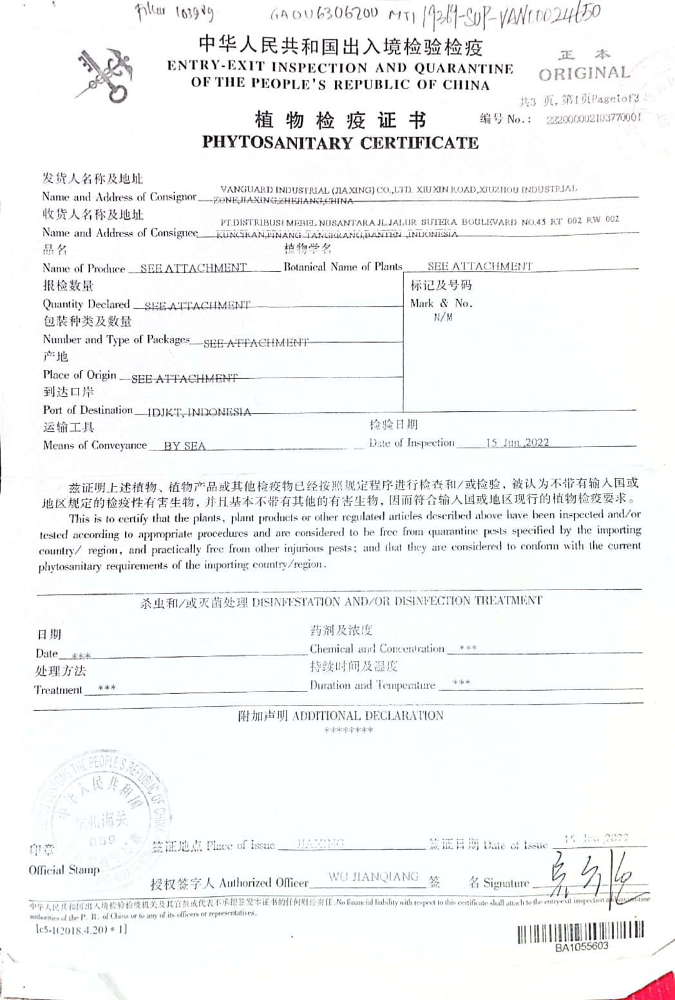 GAOU6306200 MTI 19369-SUP-VAN00024650
中华人民共和国出入境检验检疫
ENTRY-EXIT INSPECTION AND QUARANTINE
OF THE PEOPLE'S REPUBLIC OF CHINA
正 本
ORIGINAL
共3 页,第1页Page1of3
植物检疫证书
编号 No.: 222000002103770001
PHYTOSANITARY CERTIFICATE
发货人名称及地址
Name and Address of Consignor VANGUARD INDUSTRIAL (JIAXING) CO.,LTD. XIUXIN ROAD,XIUZHOU INDUSTRIAL
ZONE,JIAXING,ZHEJIANG,CHINA
收货人名称及地址
Name and Address of Consignee PT.DISTRIBUSI MEBEL NUSANTARA JL JALUR SUTERA BOULEVARD NO.45 RT 002 RW 002
KUNCIRAN,PINANG TANGERANG,BANTEN ,INDONESIA
品名 植物学名
Name of Produce SEE ATTACHMENT Botanical Name of Plants SEE ATTACHMENT
报检数量 标记及号码
Quantity Declared SEE ATTACHMENT Mark & No.
N/M
包装种类及数量
Number and Type of Packages SEE ATTACHMENT
产地
Place of Origin SEE ATTACHMENT
到达口岸
Port of Destination IDJKT, INDONESIA
运输工具 检验日期
Means of Conveyance BY SEA Date of Inspection 15 Jun.,2022
兹证明上述植物、植物产品或其他检疫物已经按照规定程序进行检查和/或检验,被认为不带有输入国或
地区规定的检疫性有害生物,并且基本不带有其他的有害生物,因而符合输入国或地区现行的植物检疫要求。
This is to certify that the plants, plant products or other regulated articles described above have been inspected and/or
tested according to appropriate procedures and are considered to be free from quarantine pests specified by the importing
country/ region, and practically free from other injurious pests; and that they are considered to conform with the current
phytosanitary requirements of the importing country/region.
杀虫和/或灭菌处理 DISINFESTATION AND/OR DISINFECTION TREATMENT
日期 药剂及浓度
Date *** Chemical and Concentration ***
处理方法 持续时间及温度
Treatment *** Duration and Temperature ***
附加声明 ADDITIONAL DECLARATION
********
CUSTOMS THE PEOPLE'S REPUBLIC OF CHINA
中华人民共和国
杭州海关
069
印章 签证地点 Place of Issue JIAXING 签证日期 Date of Issue 15 Jun.,2022
Official Stamp
授权签字人 Authorized Officer WU JIANQIANG 签 名 Signature
中华人民共和国出入境检验检疫机关及其官员或代表不承担签发本证书的任何财经责任.No financial liability with respect to this certificate shall attach to the entry-exit inspection and quarantine
authorities of the P. R. of China or to any of its officers or representatives.
[c5-1(2018.4.20) * 1]
BA1055603